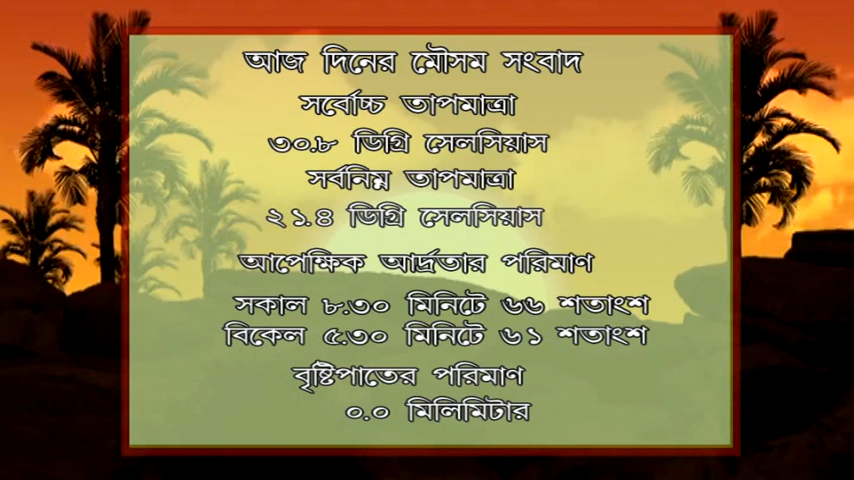 আজ দিনের মৌসম সংবাদ
সর্বোচ্চ তাপমাত্রা
৩০.৮ ডিগ্রি সেলসিয়াস
সর্বনিম্ন তাপমাত্রা
২১.৪ ডিগ্রি সেলসিয়াস
আপেক্ষিক আর্দ্রতার পরিমাণ
সকাল ৮.৩০ মিনিটে ৬৬ শতাংশ
বিকেল ৫.৩০ মিনিটে ৬১ শতাংশ
বৃষ্টিপাতের পরিমাণ
০.০ মিলিমিটার